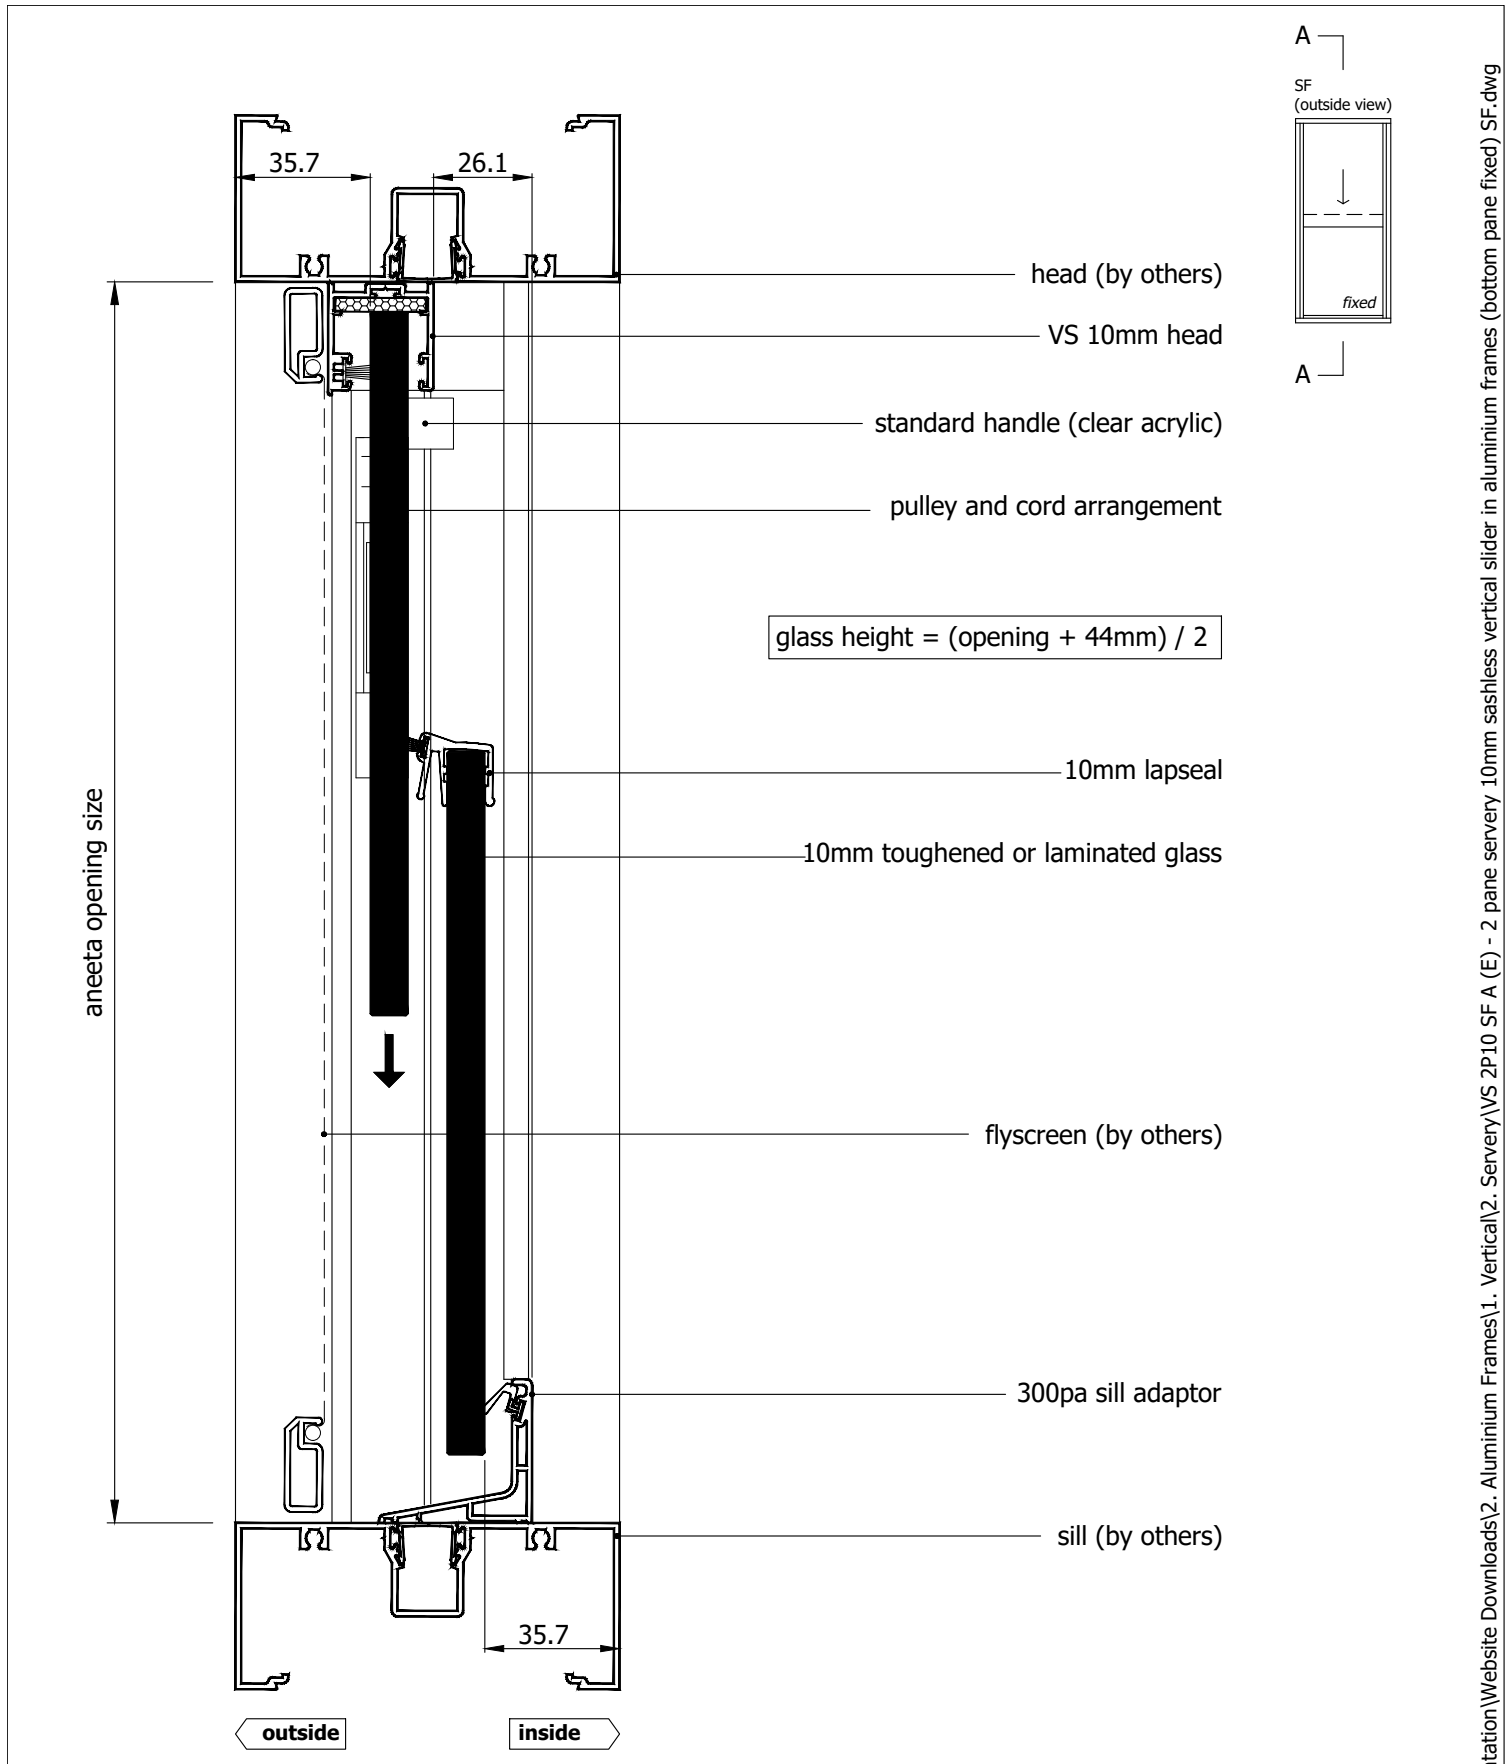 A
SF
(outside view)
fixed
A
35.7
26.1
head (by others)
VS 10mm head
standard handle (clear acrylic)
pulley and cord arrangement
glass height = (opening + 44mm) / 2
10mm lapseal
10mm toughened or laminated glass
aneeta opening size
flyscreen (by others)
300pa sill adaptor
sill (by others)
35.7
outside
inside
Website Downloads\2. Aluminium Frames\1. Vertical\2. Servery\VS 2P10 SF A (E) - 2 pane servery 10mm sashless vertical slider in aluminium frames (bottom pane fixed) SF.dwg